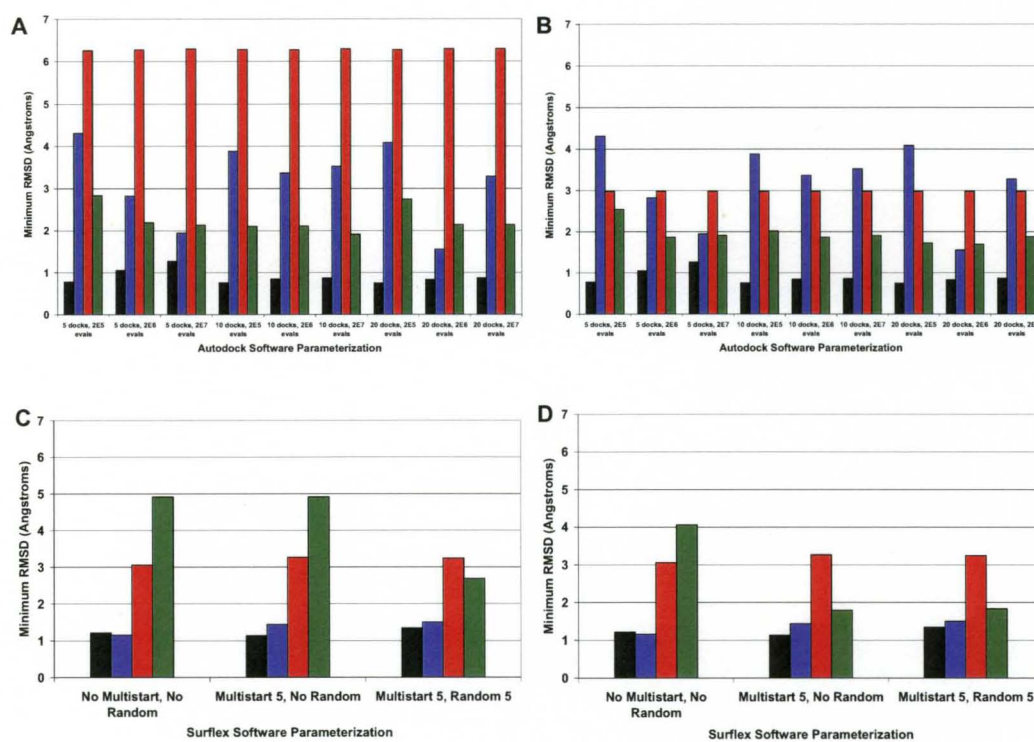 A
7
6
5
4
3
2
1
0
Minimum RMSD (Angstroms)
5 docks, 2E5 evals
5 docks, 2E6 evals
5 docks, 2E7 evals
10 docks, 2E5 evals
10 docks, 2E6 evals
10 docks, 2E7 evals
20 docks, 2E5 evals
20 docks, 2E6 evals
20 docks, 2E7 evals
Autodock Software Parameterization
B
7
6
5
4
3
2
1
0
Minimum RMSD (Angstroms)
5 docks, 2E5 evals
5 docks, 2E6 evals
5 docks, 2E7 evals
10 docks, 2E5 evals
10 docks, 2E6 evals
10 docks, 2E7 evals
20 docks, 2E5 evals
20 docks, 2E6 evals
20 docks, 2E evals
Autodock Software Parameterization
C
7
6
5
4
3
2
1
0
Minimum RMSD (Angstroms)
No Multistart, No
Random
Multistart 5, No Random
Multistart 5, Random 5
Surflex Software Parameterization
D
7
6
5
4
3
2
1
0
Minimum RMSD (Angstroms)
No Multistart, No
Random
Multistart 5, No Random
Multistart 5, Random 5
Surflex Software Parameterization